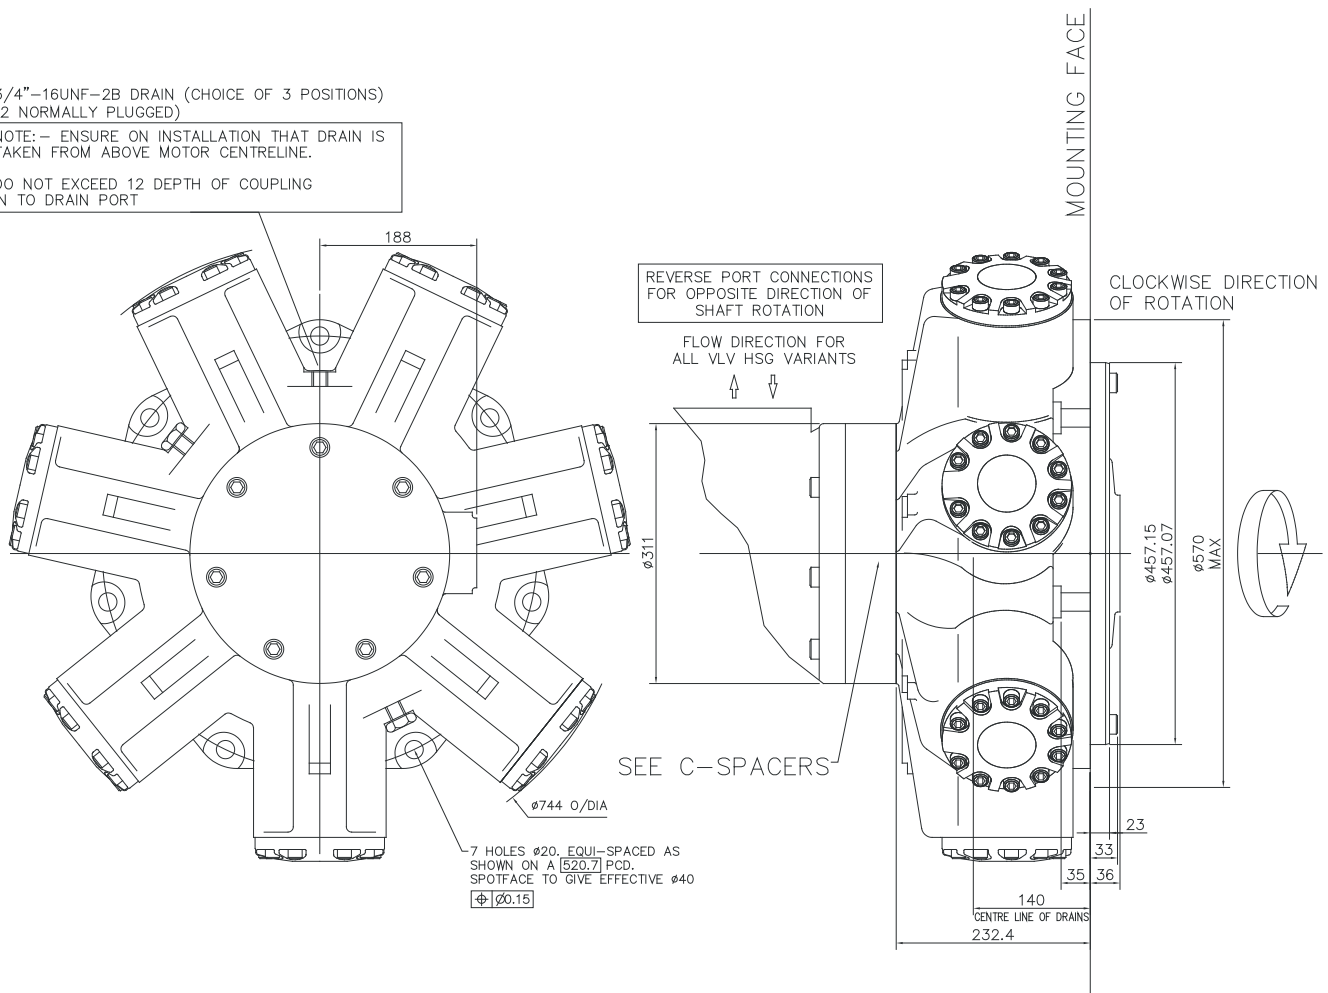 3/4"-16UNF-2B DRAIN (CHOICE OF 3 POSITIONS)
2 NORMALLY PLUGGED)
NOTE:- ENSURE ON INSTALLATION THAT DRAIN IS
TAKEN FROM ABOVE MOTOR CENTRELINE.
DO NOT EXCEED 12 DEPTH OF COUPLING
N TO DRAIN PORT
188
MOUNTING FACE
REVERSE PORT CONNECTIONS
FOR OPPOSITE DIRECTION OF
SHAFT ROTATION
FLOW DIRECTION FOR
ALL VLV HSG VARIANTS
CLOCKWISE DIRECTION
OF ROTATION
ø311
ø457.15
ø457.07
ø570
MAX
SEE C-SPACERS
ø744 O/DIA
7 HOLES ø20. EQUI-SPACED AS
SHOWN ON A 520.7 PCD.
SPOTFACE TO GIVE EFFECTIVE ø40
⌖ Ø0.15
23
33
35 36
140
CENTRE LINE OF DRAINS
232.4